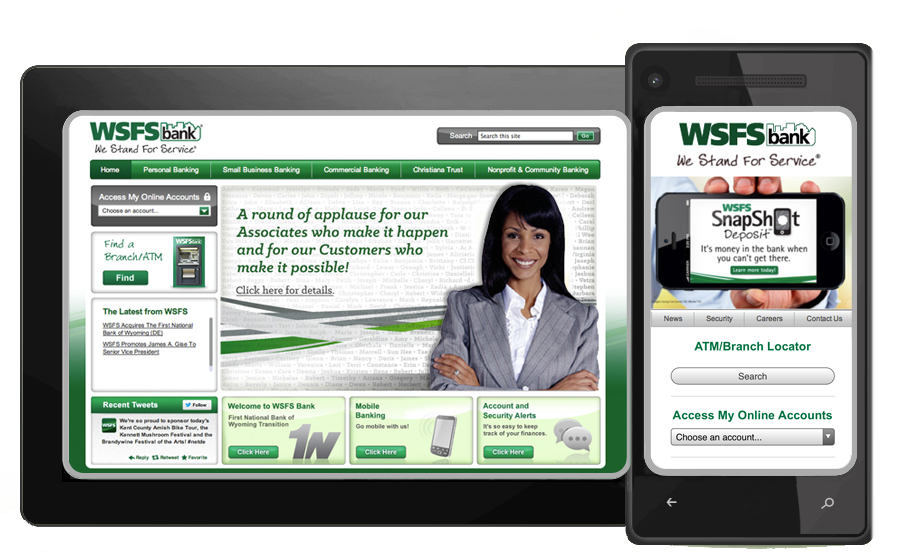 WSFS bank
We Stand For Service®
Search
Search this site
Go
Home
Personal Banking
Small Business Banking
Commercial Banking
Christiana Trust
Nonprofit & Community Banking
Access My Online Accounts
Choose an account...
Find a
Branch/ATM
Find
WSFS bank
The Latest from WSFS
WSFS Acquires The First National
Bank of Wyoming (DE)
WSFS Promotes James A. Gise To
Senior Vice President
A round of applause for our
Associates who make it happen
and for our Customers who
make it possible!
Click here for details.
Recent Tweets
Follow
WSFS
We're so proud to sponsor today's
Kent County Amish Bike Tour, the
Kennett Mushroom Festival and the
Brandywine Festival of the Arts! #netde
Reply Retweet Favorite
Welcome to WSFS Bank
First National Bank of
Wyoming Transition
Click Here
1N
Mobile
Banking
Go mobile with us!
Click Here
Account and
Security Alerts
It's so easy to keep
track of your finances.
Click Here
WSFS bank
We Stand For Service®
WSFS
SnapShot
Deposit
It's money in the bank when
you can't get there.
Learn more today!
News
Security
Careers
Contact Us
ATM/Branch Locator
Search
Access My Online Accounts
Choose an account...